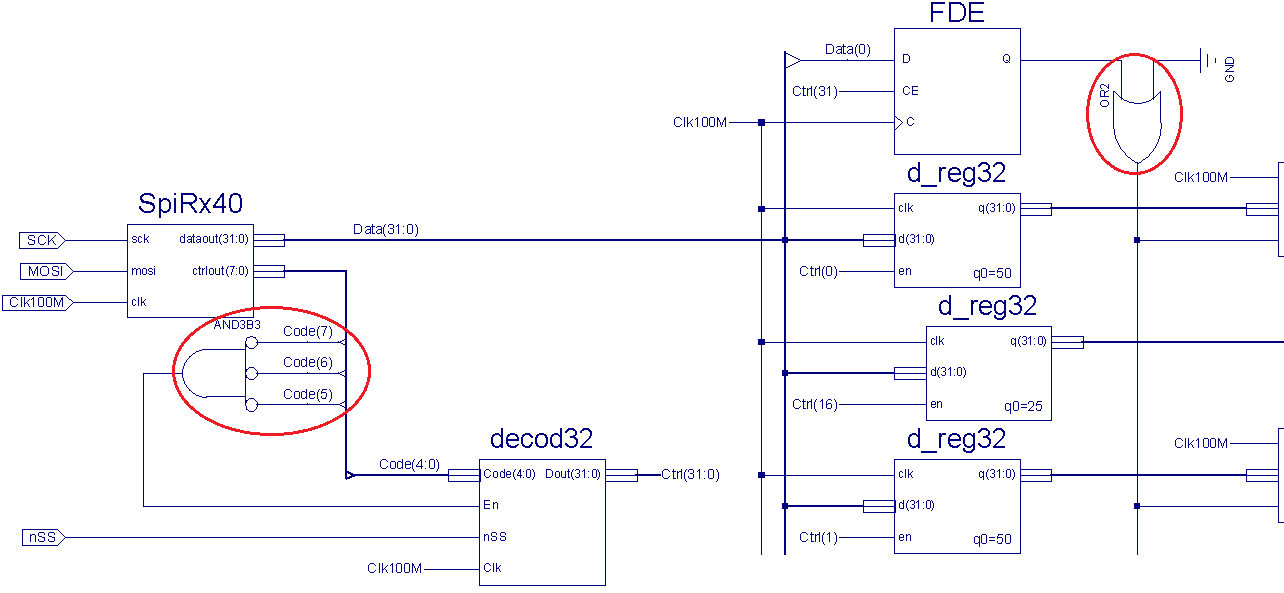 FDE
Data(0)
D
Q
GND
OR2
Ctrl(31)
CE
Clk100M
C
d_reg32
Clk100M
SpiRx40
clk
q(31:0)
SCK
sck
dataout(31:0)
Data(31:0)
d(31:0)
MOSI
mosi
ctrlout(7:0)
Ctrl(0)
en
q0=50
Clk100M
clk
d_reg32
AND3B3
Code(7)
clk
q(31:0)
Code(6)
d(31:0)
Code(5)
Ctrl(16)
en
q0=25
decod32
d_reg32
Clk100M
Code(4:0)
Code(4:0)
Dout(31:0)
Ctrl(31:0)
clk
q(31:0)
En
d(31:0)
nSS
nSS
Ctrl(1)
en
q0=50
Clk100M
Clk